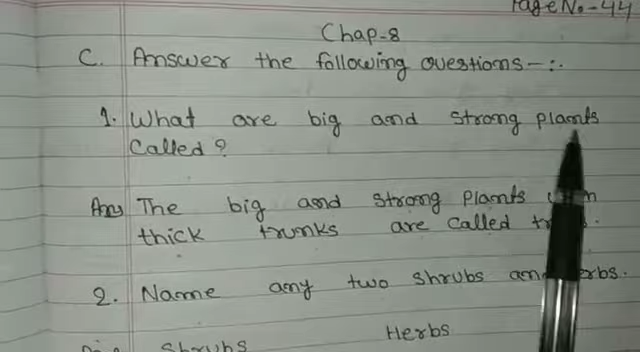 Page No-44
Chap-8
C. Answer the following Questions-:.
1. What are big and strong plants
Called?
Ans The big and strong Plants
thick trunks are called
2. Name any two shrubs
Shrubs Herbs